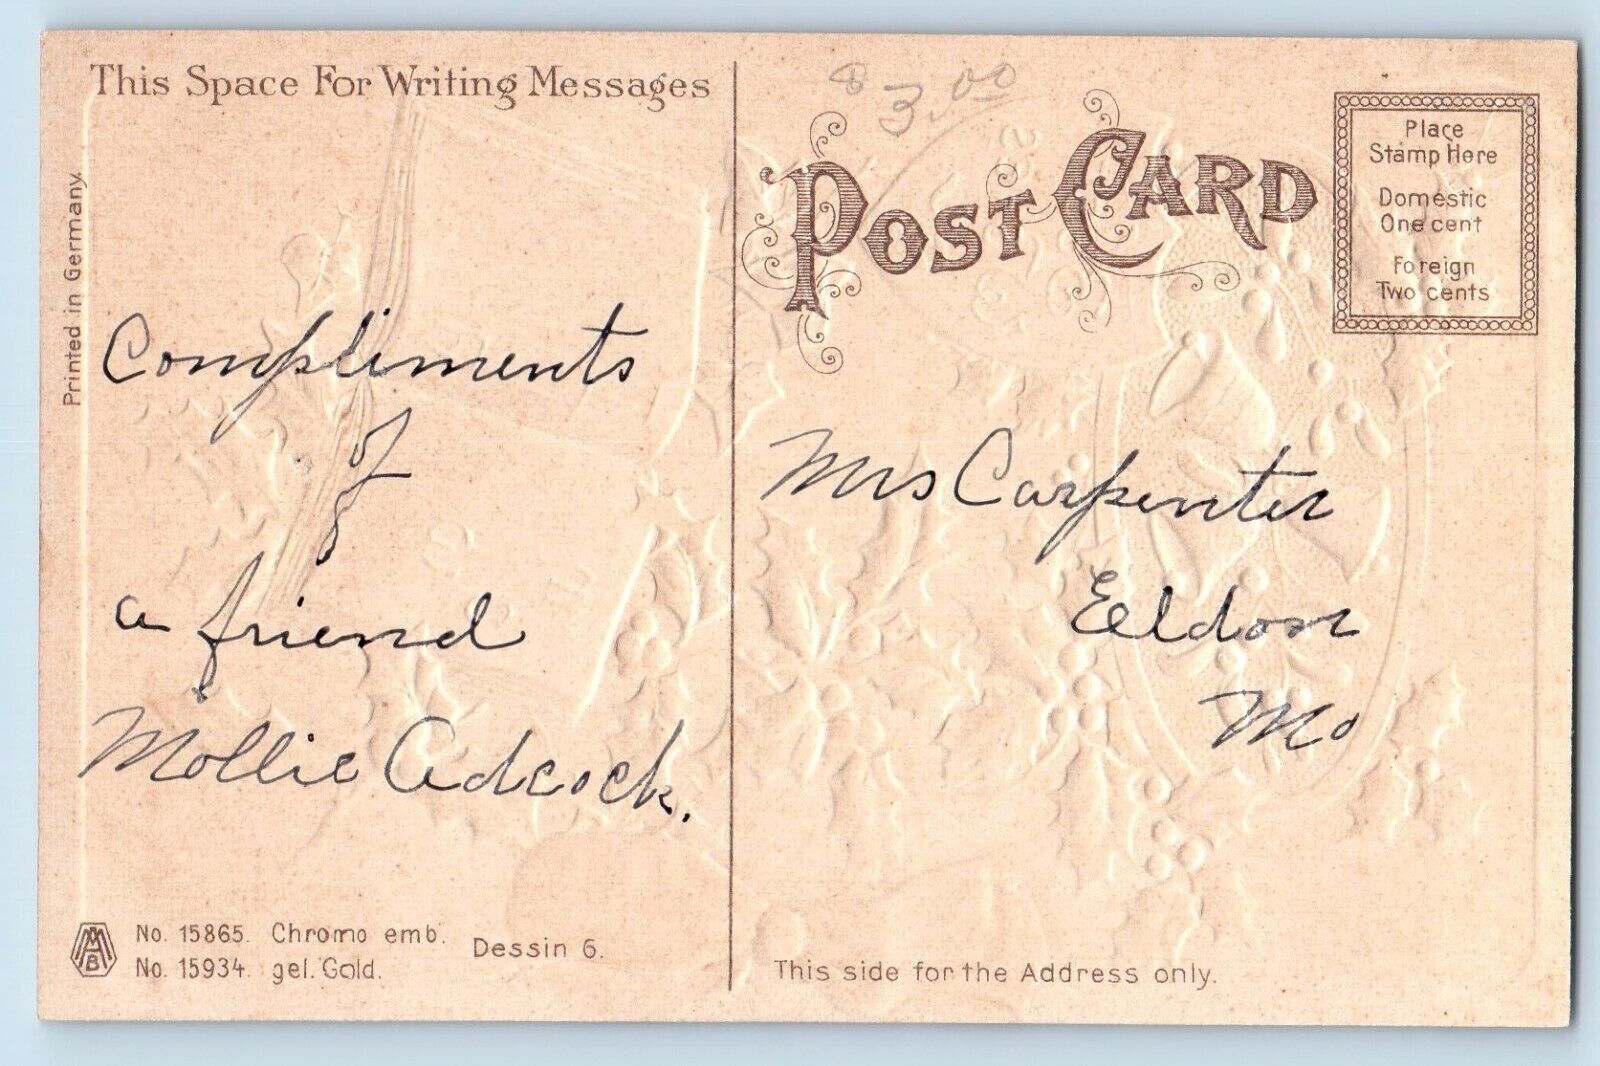 This Space For Writing Messages
Printed in Germany.
Compliments
of
a friend
Mollie Adcock.
MAB
No. 15865. Chromo emb.
No. 15934. gel. Gold.
Dessin 6.
$3.00
POST CARD
Place
Stamp Here
Domestic
One cent
Foreign
Two cents
Mrs Carpenter
Eldon
Mo
This side for the Address only.